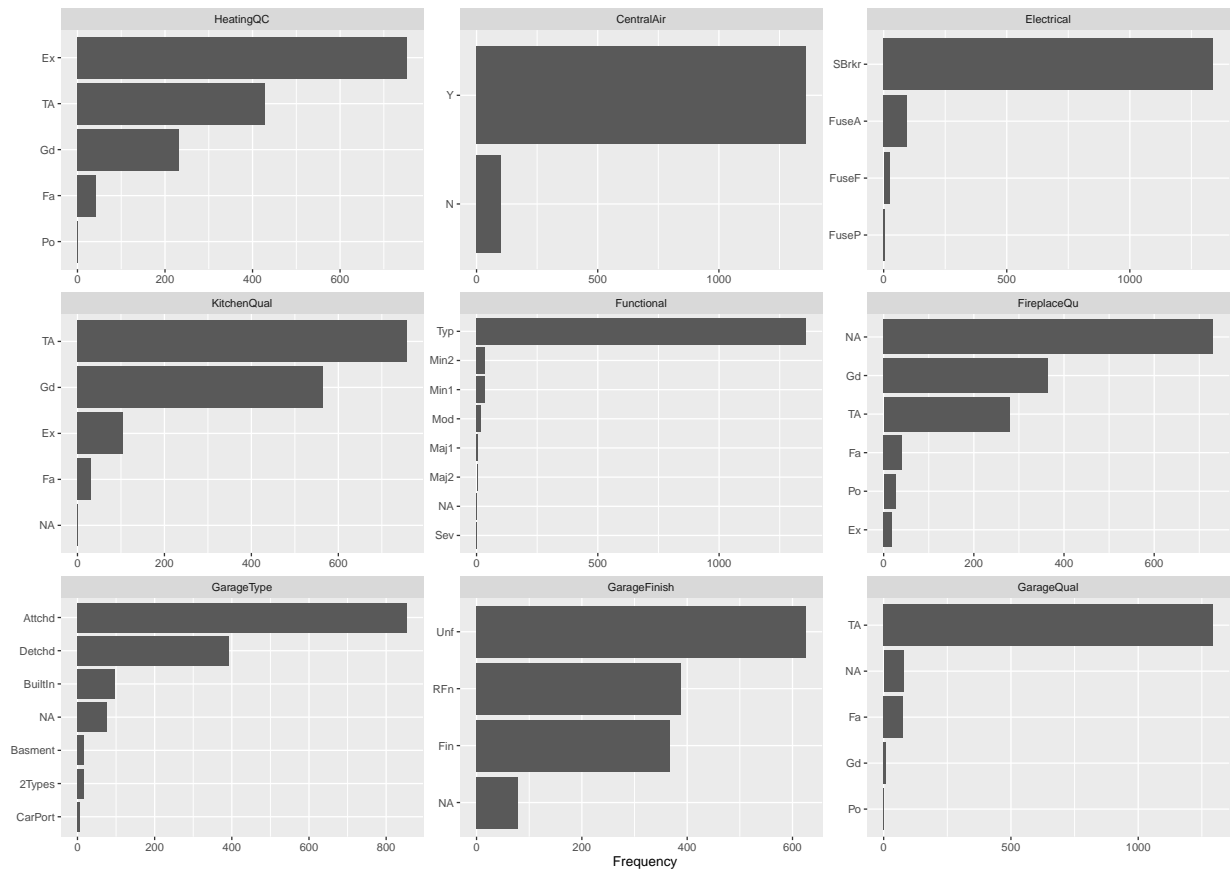 HeatingQC
Ex
TA
Gd
Fa
Po
0 200 400 600
CentralAir
Y
N
0 500 1000
Electrical
SBrkr
FuseA
FuseF
FuseP
0 500 1000
KitchenQual
TA
Gd
Ex
Fa
NA
0 200 400 600
Functional
Typ
Min2
Min1
Mod
Maj1
Maj2
NA
Sev
0 500 1000
FireplaceQu
NA
Gd
TA
Fa
Po
Ex
0 200 400 600
GarageType
Attchd
Detchd
BuiltIn
NA
Basment
2Types
CarPort
0 200 400 600 800
GarageFinish
Unf
RFn
Fin
NA
0 200 400 600
GarageQual
TA
NA
Fa
Gd
Po
0 500 1000
Frequency